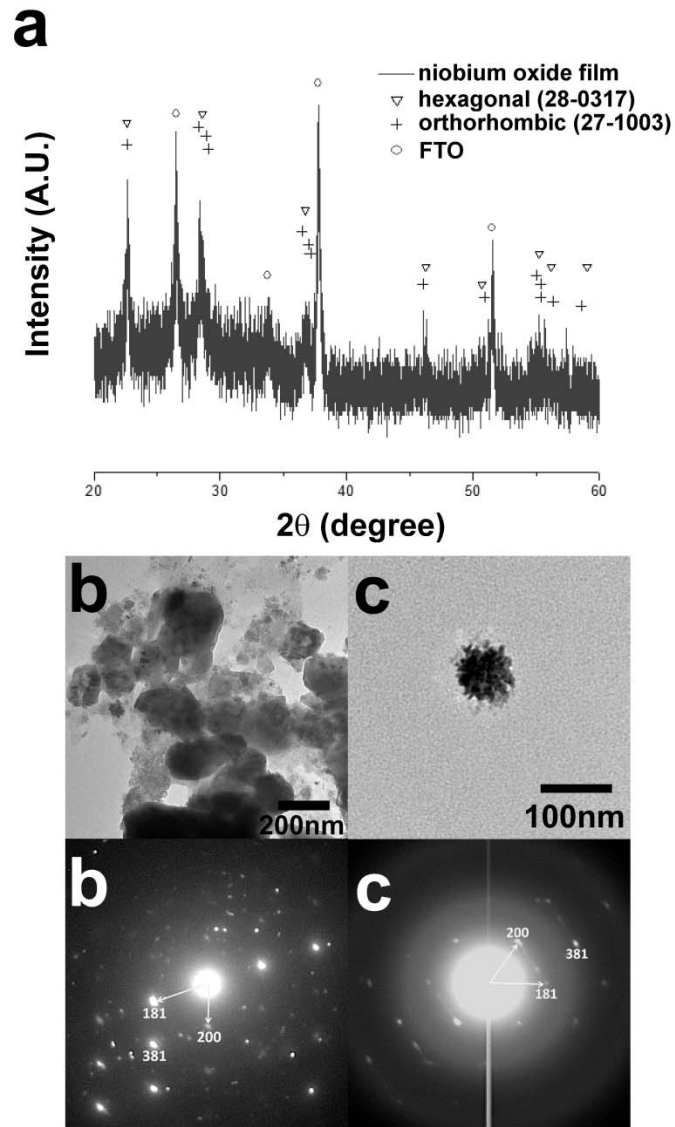 a
niobium oxide film
hexagonal (28-0317)
orthorhombic (27-1003)
FTO
Intensity (A.U.)
20 30 40 50 60
2θ (degree)
b
200nm
c
100nm
b
181
200
381
c
200
381
181